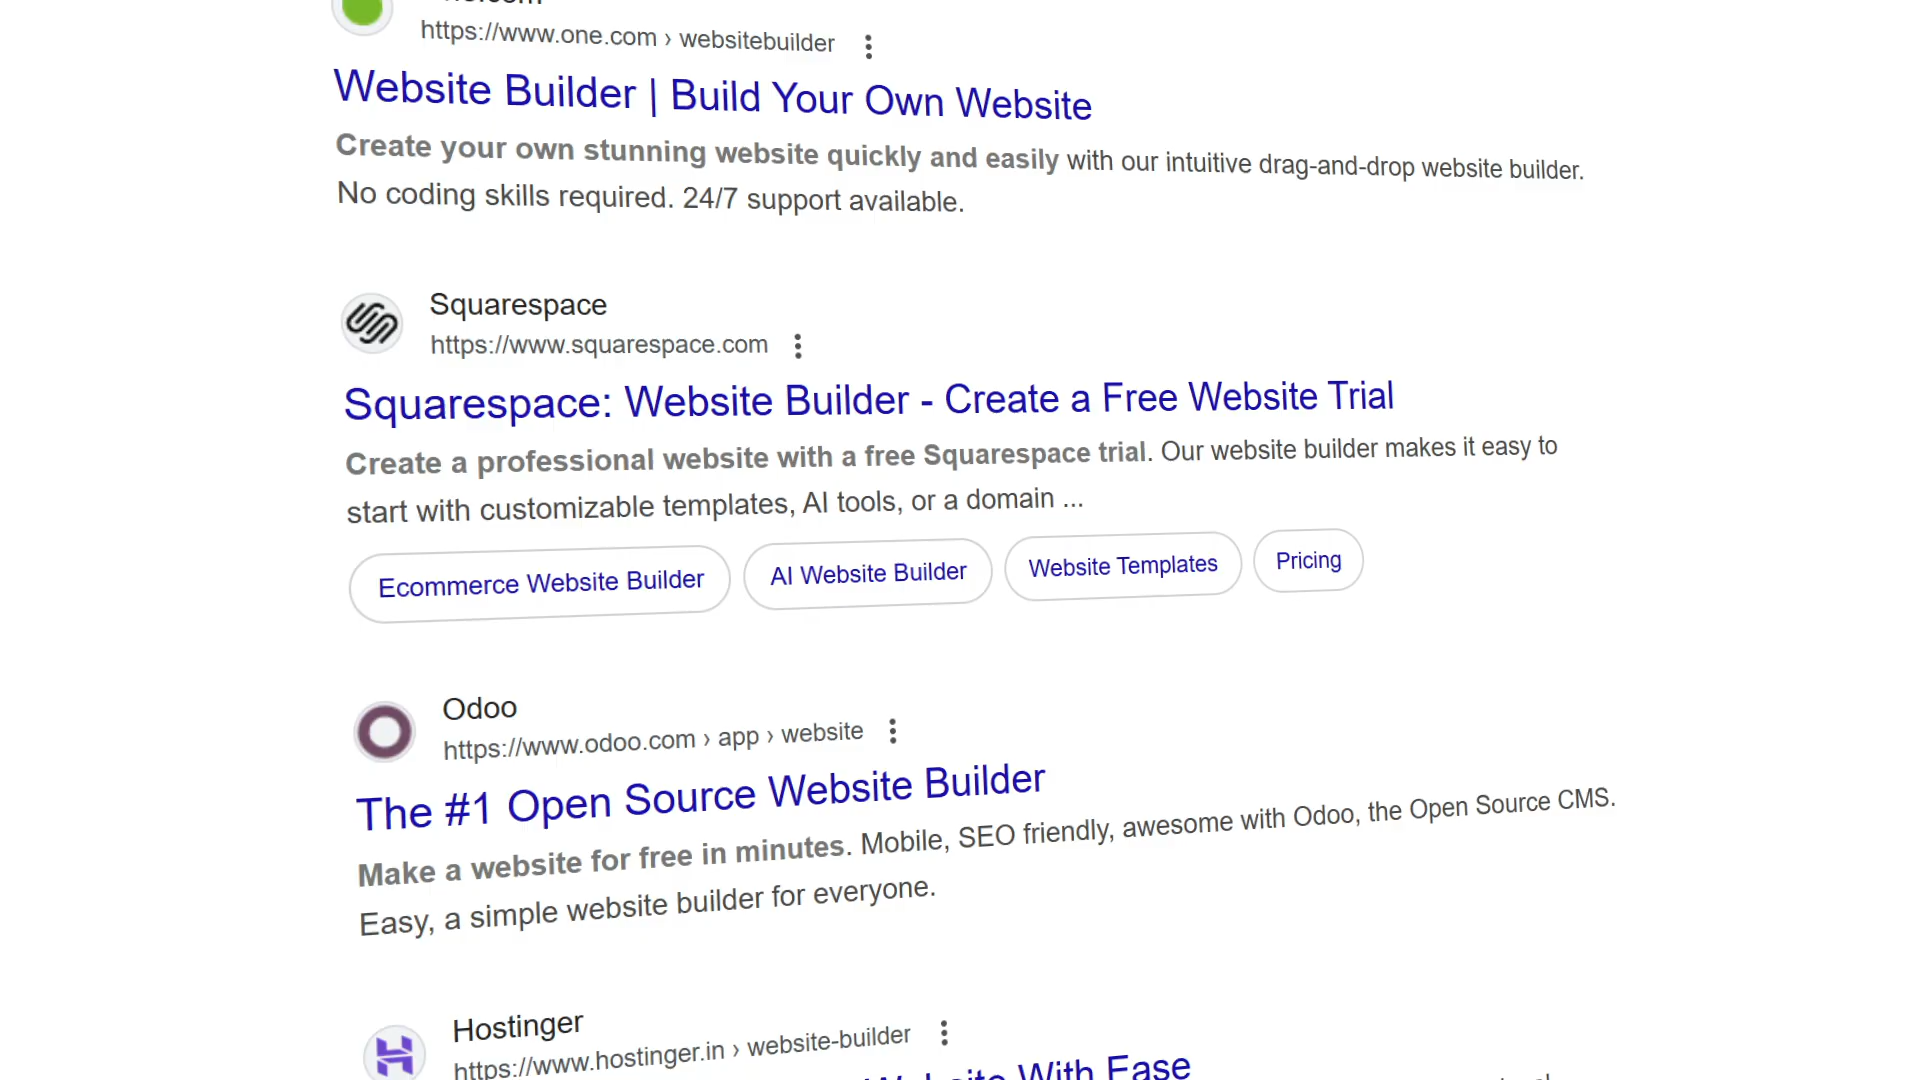 https://www.one.com › websitebuilder
Website Builder | Build Your Own Website
Create your own stunning website quickly and easily with our intuitive drag-and-drop website builder.
No coding skills required. 24/7 support available.
Squarespace
https://www.squarespace.com
Squarespace: Website Builder - Create a Free Website Trial
Create a professional website with a free Squarespace trial. Our website builder makes it easy to
start with customizable templates, AI tools, or a domain ...
Ecommerce Website Builder
AI Website Builder
Website Templates
Pricing
Odoo
https://www.odoo.com › app › website
The #1 Open Source Website Builder
Make a website for free in minutes. Mobile, SEO friendly, awesome with Odoo, the Open Source CMS.
Easy, a simple website builder for everyone.
Hostinger
https://www.hostinger.in › website-builder
Website With Ease